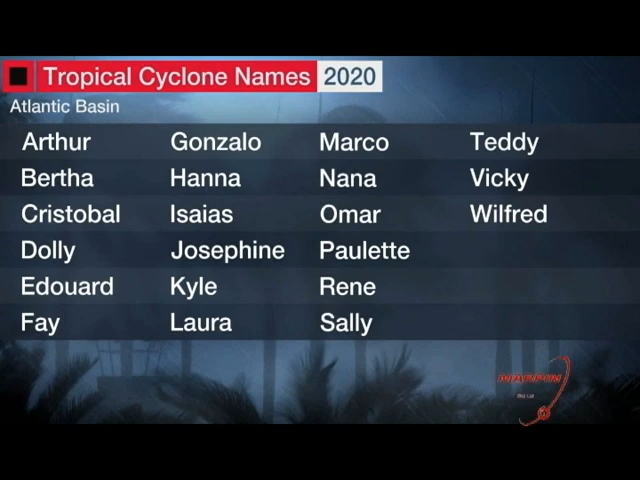 Tropical Cyclone Names 2020
Atlantic Basin
Arthur Gonzalo Marco Teddy
Bertha Hanna Nana Vicky
Cristobal Isaias Omar Wilfred
Dolly Josephine Paulette
Edouard Kyle Rene
Fay Laura Sally